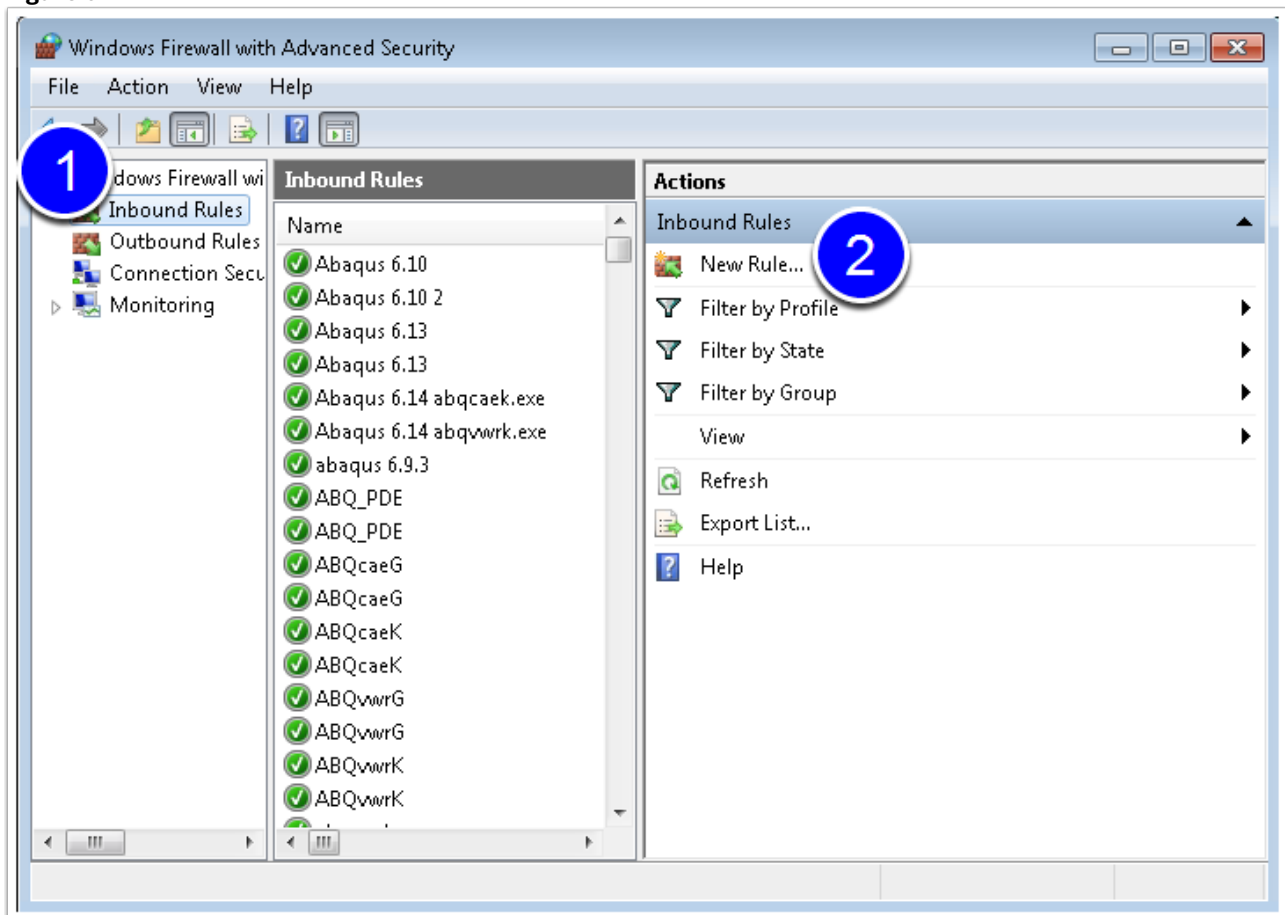 Windows Firewall with Advanced Security
File Action View Help
1
dows Firewall wi
Inbound Rules
Outbound Rules
Connection Secu
Monitoring
Inbound Rules
Name
Abaqus 6.10
Abaqus 6.10 2
Abaqus 6.13
Abaqus 6.13
Abaqus 6.14 abqcaek.exe
Abaqus 6.14 abqvwrk.exe
abaqus 6.9.3
ABQ_PDE
ABQ_PDE
ABQcaeG
ABQcaeG
ABQcaeK
ABQcaeK
ABQvwrG
ABQvwrG
ABQvwrK
ABQvwrK
Actions
Inbound Rules
2
New Rule...
Filter by Profile
Filter by State
Filter by Group
View
Refresh
Export List...
Help